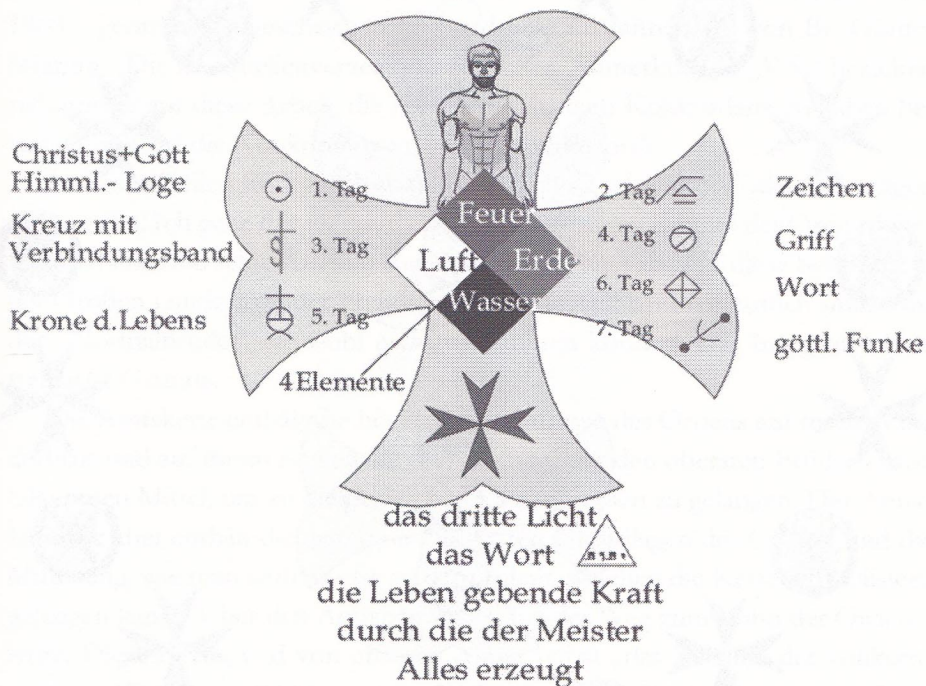 Christus+Gott
Himml.- Loge
1. Tag
Kreuz mit
Verbindungsband
3. Tag
Krone d.Lebens
5. Tag
Feuer
Luft
Erde
Wasser
4Elemente
2. Tag
Zeichen
4. Tag
Griff
6. Tag
Wort
7. Tag
göttl. Funke
das dritte Licht
das Wort
die Leben gebende Kraft
durch die der Meister
Alles erzeugt